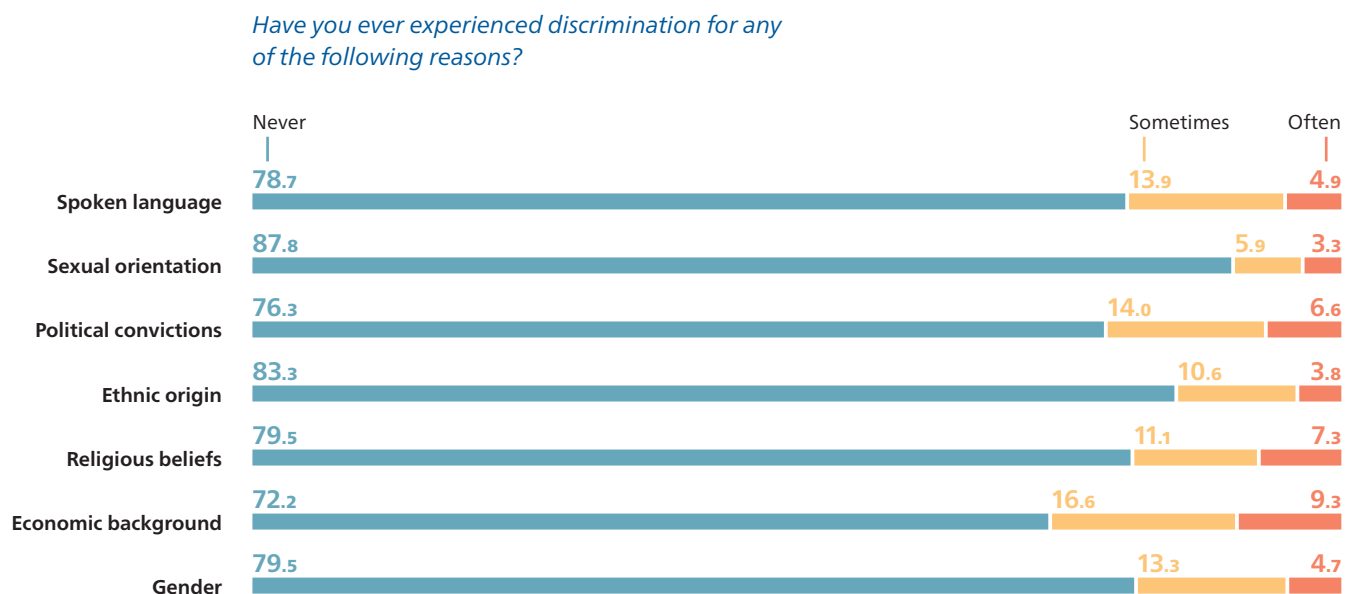 Have you ever experienced discrimination for any
of the following reasons?
Never Sometimes Often
78.7 13.9 4.9
Spoken language
87.8 5.9 3.3
Sexual orientation
76.3 14.0 6.6
Political convictions
83.3 10.6 3.8
Ethnic origin
79.5 11.1 7.3
Religious beliefs
72.2 16.6 9.3
Economic background
79.5 13.3 4.7
Gender